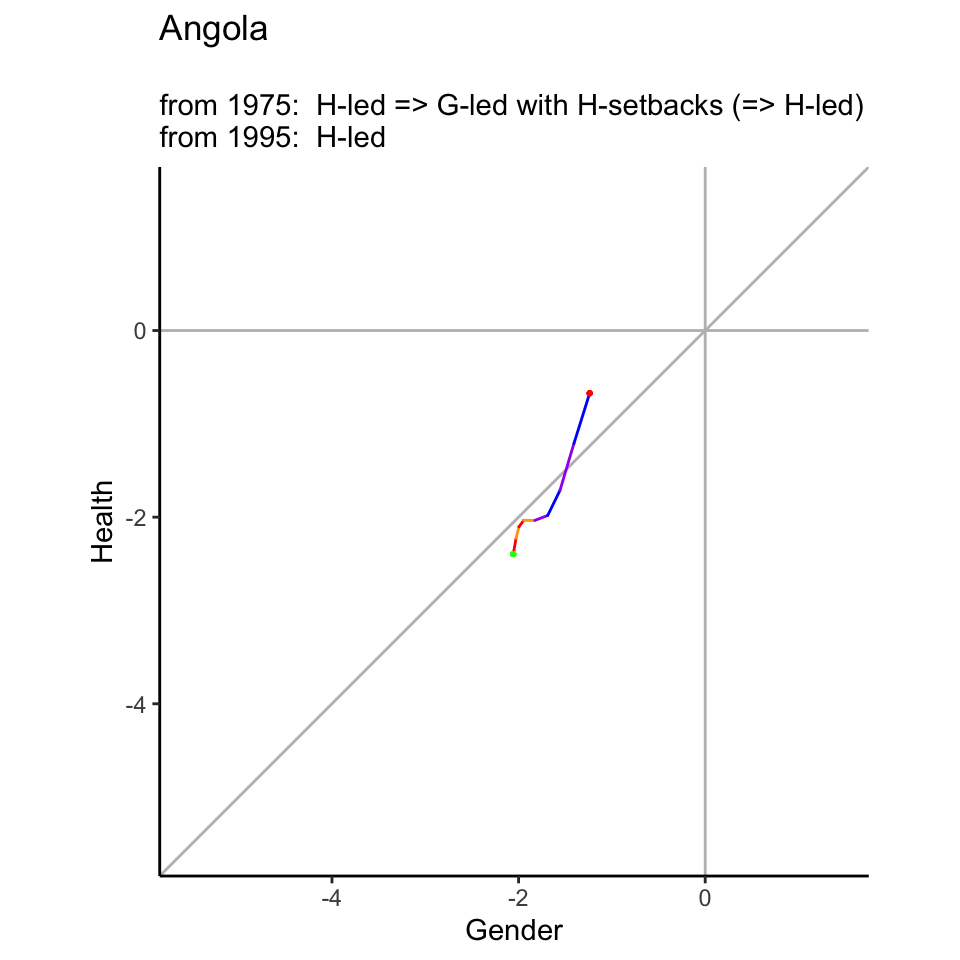 Angola
from 1975:  H-led => G-led with H-setbacks (=> H-led)
from 1995:  H-led
0
-2
-4
Health
-4
-2
0
Gender